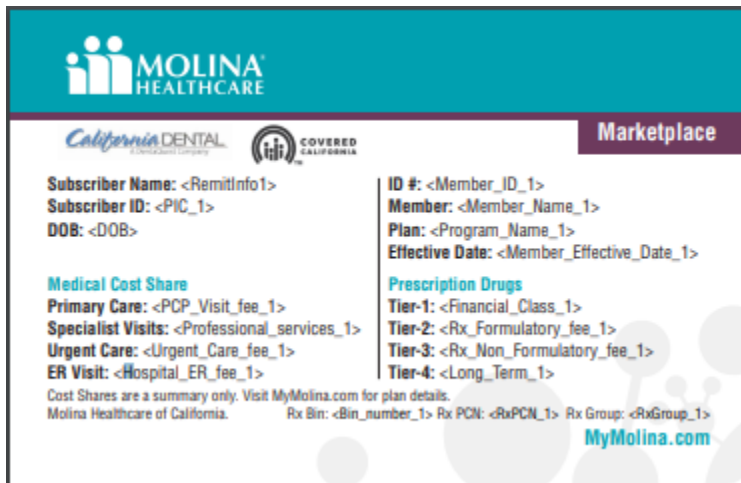 MOLINA
HEALTHCARE
California DENTAL
A DentaQuest Company
COVERED
CALIFORNIA
TM
Marketplace
Subscriber Name: <RemitInfo1>
Subscriber ID: <PIC_1>
DOB: <DOB>
ID #: <Member_ID_1>
Member: <Member_Name_1>
Plan: <Program_Name_1>
Effective Date: <Member_Effective_Date_1>
Medical Cost Share
Primary Care: <PCP_Visit_fee_1>
Specialist Visits: <Professional_services_1>
Urgent Care: <Urgent_Care_fee_1>
ER Visit: <Hospital_ER_fee_1>
Prescription Drugs
Tier-1: <Financial_Class_1>
Tier-2: <Rx_Formulatory_fee_1>
Tier-3: <Rx_Non_Formulatory_fee_1>
Tier-4: <Long_Term_1>
Cost Shares are a summary only. Visit MyMolina.com for plan details.
Molina Healthcare of California. Rx Bin: <Bin_number_1> Rx PCN: <RxPCN_1> Rx Group: <RxGroup_1>
MyMolina.com